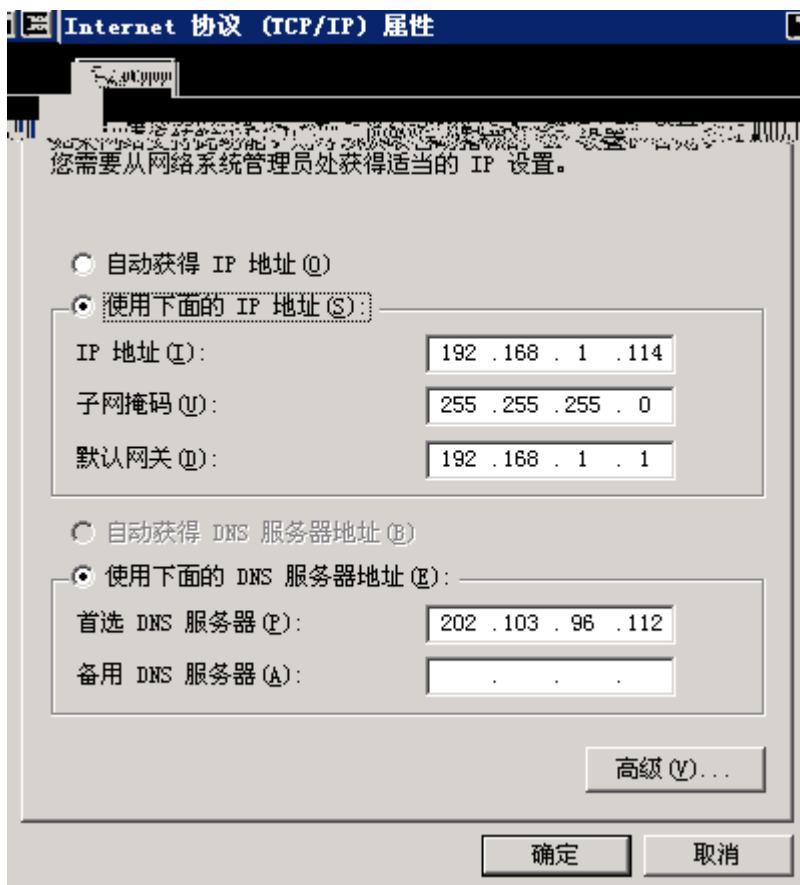 Internet 协议 (TCP/IP) 属性
您需要从网络系统管理员处获得适当的 IP 设置。
自动获得 IP 地址(O)
使用下面的 IP 地址(S):
IP 地址(I): 192 .168 . 1 .114
子网掩码(U): 255 .255 .255 . 0
默认网关(D): 192 .168 . 1 . 1
自动获得 DNS 服务器地址(B)
使用下面的 DNS 服务器地址(E):
首选 DNS 服务器(P): 202 .103 . 96 .112
备用 DNS 服务器(A): . . .
高级(V)...
确定 取消